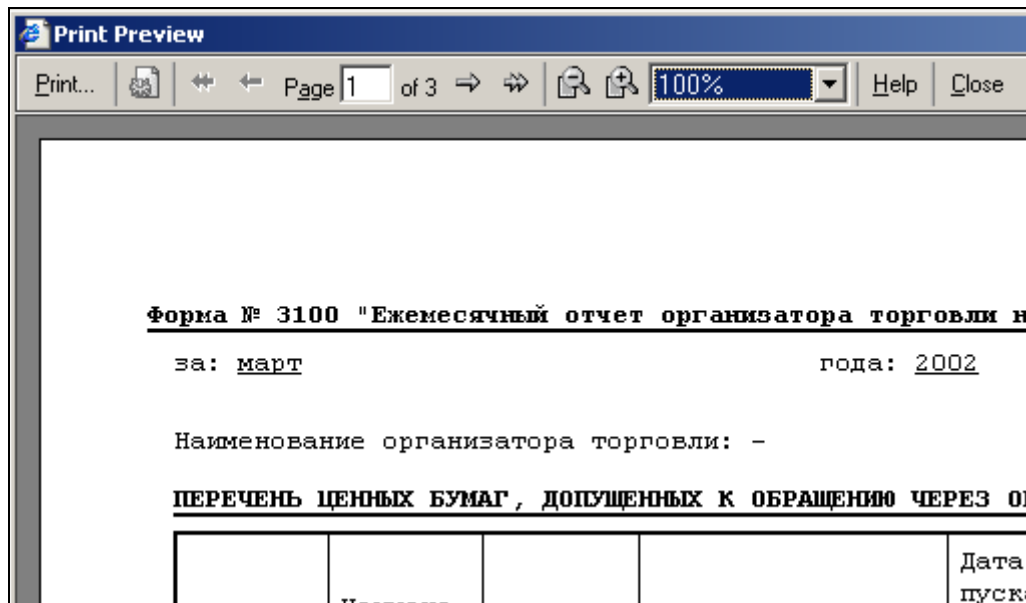 Print Preview
Print... Page 1 of 3 100% Help Close
Форма № 3100 "Ежемесячный отчет организатора торговли н
за: март года: 2002
Наименование организатора торговли: -
ПЕРЕЧЕНЬ ЦЕННЫХ БУМАГ, ДОПУЩЕННЫХ К ОБРАЩЕНИЮ ЧЕРЕЗ
Дата
пуска